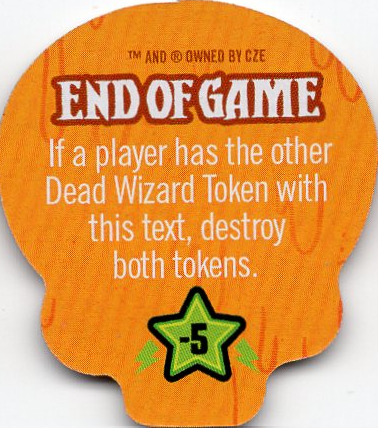 ™ AND ® OWNED BY CZE
END OF GAME
If a player has the other
Dead Wizard Token with
this text, destroy
both tokens.
-5